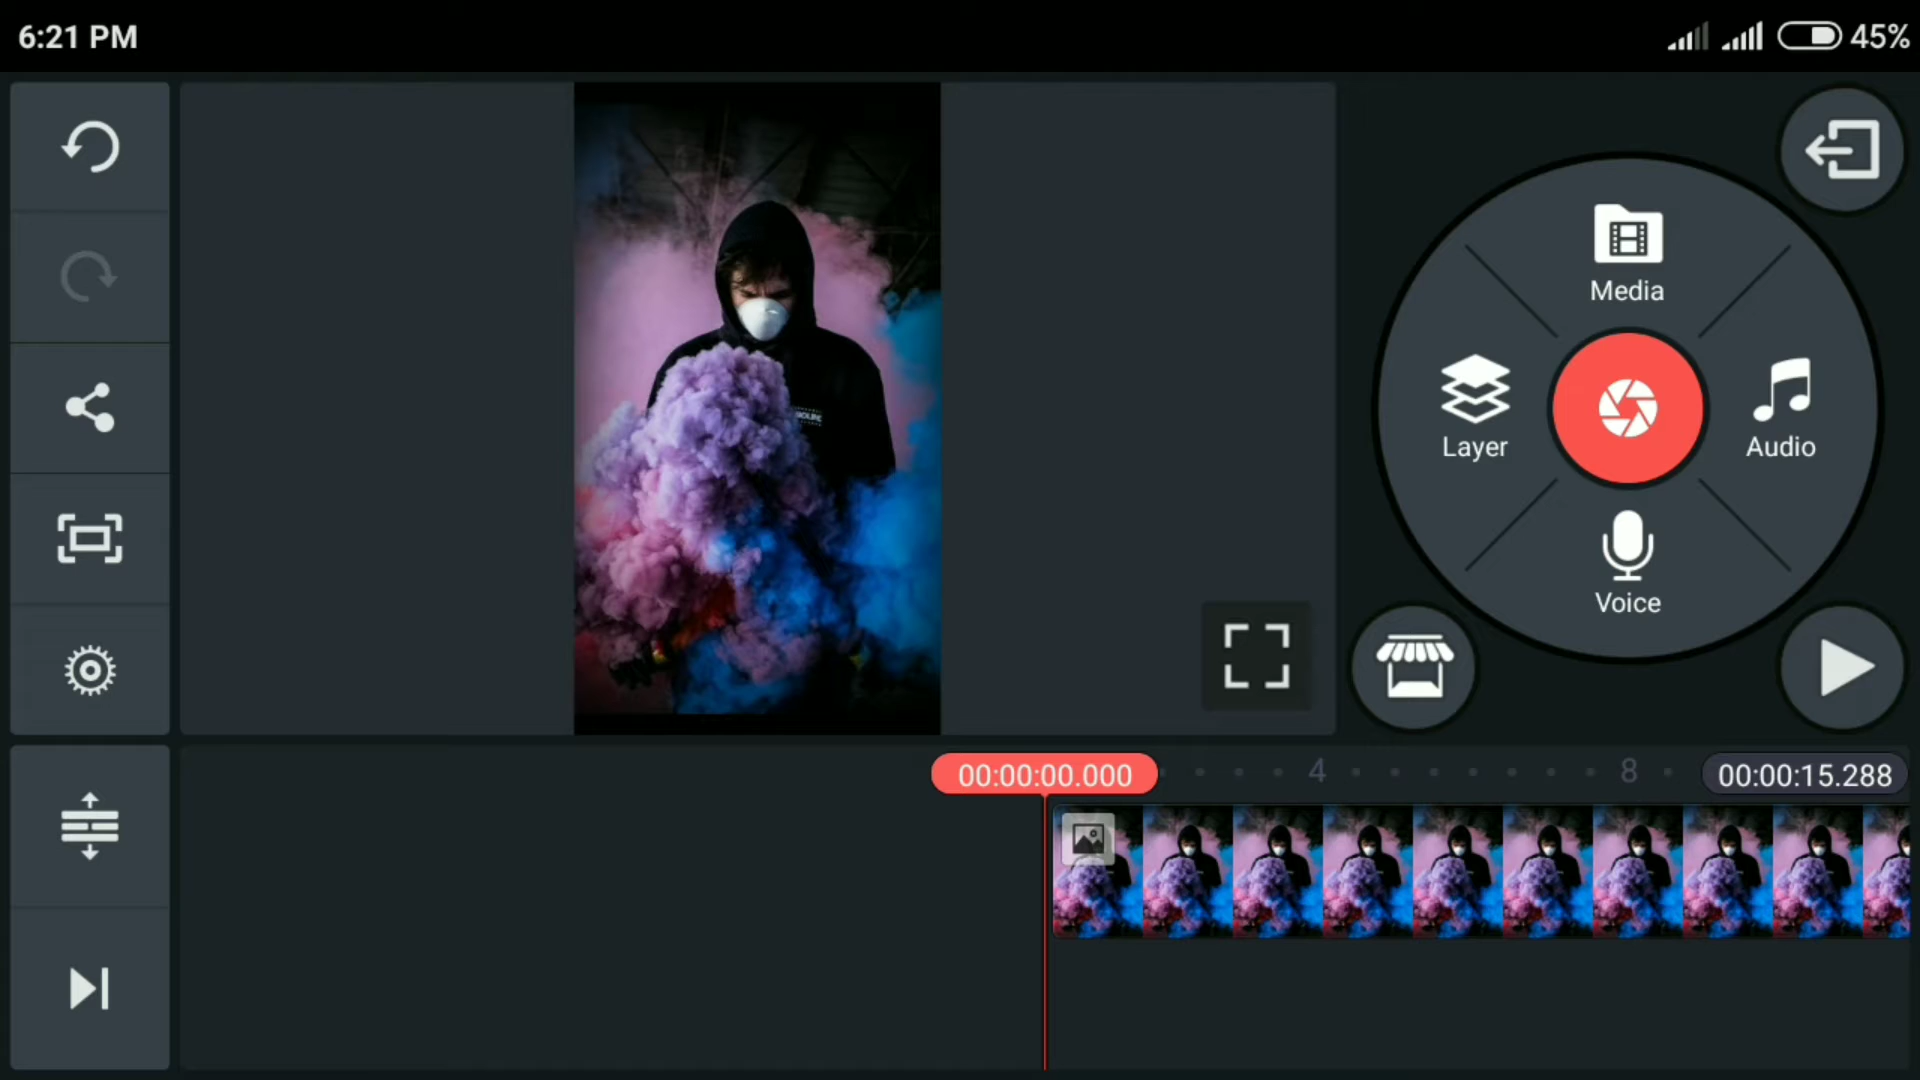 6:21 PM
45%
Media
Layer
Audio
Voice
00:00:00.000
4
8
00:00:15.288